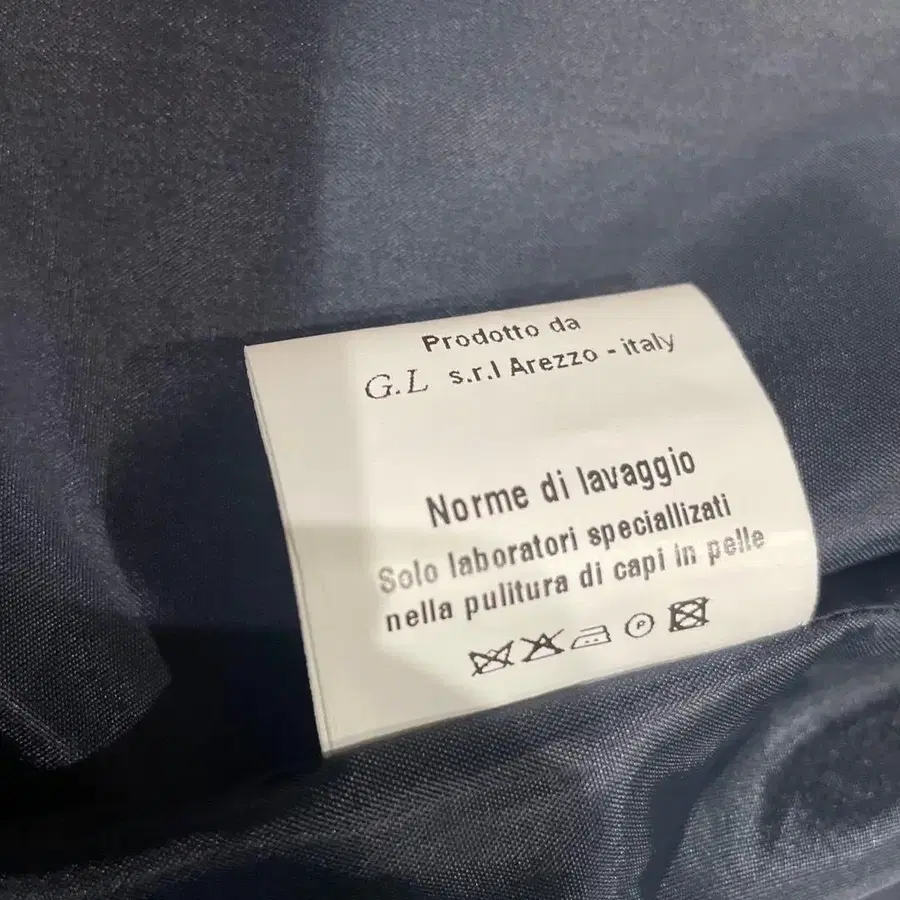 Prodotto da
G.L s.r.l Arezzo - italy
Norme di lavaggio
Solo laboratori speciallizati
nella pulitura di capi in pelle
P